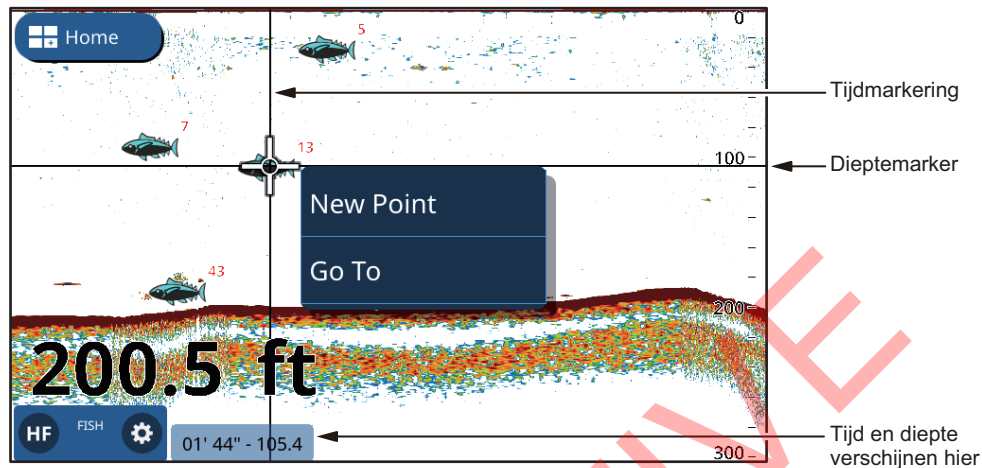 Home
0
5
Tijdmarkering
7
13
100
Dieptemarker
New Point
Go To
43
200
200.5 ft
HF FISH
01' 44" - 105.4
Tijd en diepte
verschijnen hier
300